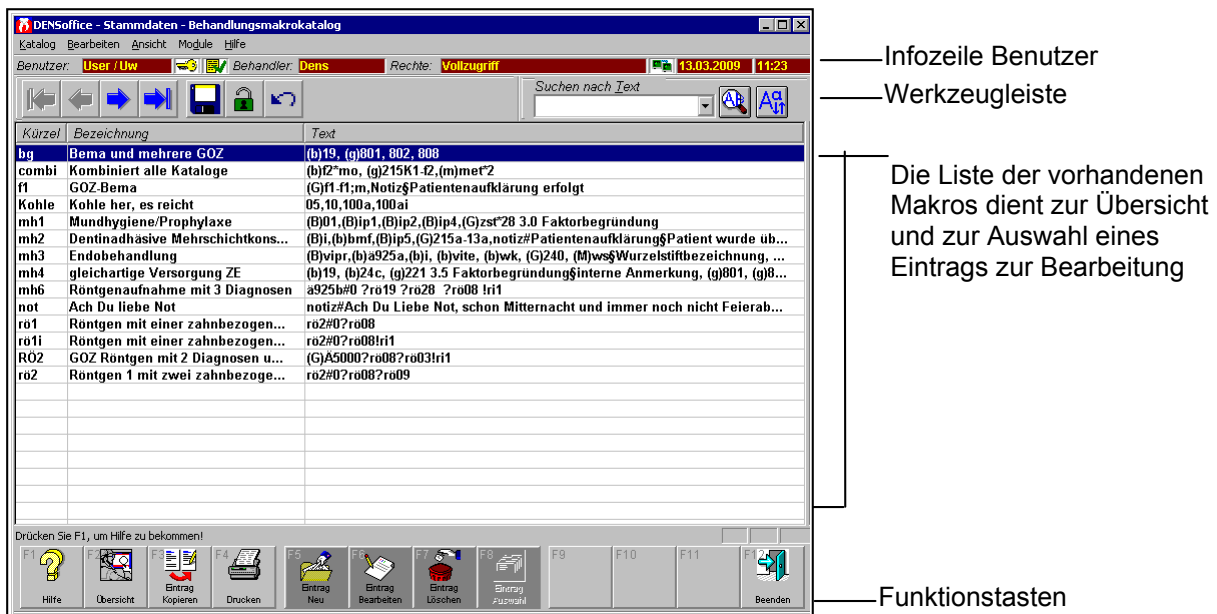 DENSoffice - Stammdaten - Behandlungsmakrokatalog
Katalog Bearbeiten Ansicht Module Hilfe
Benutzer: User / Uw Behandler: Dens Rechte: Vollzugriff 13.03.2009 11:23
Infozeile Benutzer
Suchen nach Text
Werkzeugleiste
Kürzel Bezeichnung Text
bg Bema und mehrere GOZ (b)19, (g)801, 802, 808
combi Kombiniert alle Kataloge (b)f2*mo, (g)215K1-f2,(m)met*2
f1 GOZ-Bema (G)f1-f1;m,Notiz§Patientenaufklärung erfolgt
Kohle Kohle her, es reicht 05,10,100a,100ai
mh1 Mundhygiene/Prophylaxe (B)01,(B)ip1,(B)ip2,(B)ip4,(G)zst*28 3.0 Faktorbegründung
mh2 Dentinadhäsive Mehrschichtkons... (B)i,(b)bmf,(B)ip5,(G)215a-13a,notiz#Patientenaufklärung§Patient wurde üb...
mh3 Endobehandlung (B)vipr,(b)ä925a,(b)i, (b)vite, (b)wk, (G)240, (M)ws§Wurzelstiftbezeichnung, ...
mh4 gleichartige Versorgung ZE (b)19, (b)24c, (g)221 3.5 Faktorbegründung§interne Anmerkung, (g)801, (g)8...
mh6 Röntgenaufnahme mit 3 Diagnosen ä925b#0 ?rö19 ?rö28 ?rö08 !ri1
not Ach Du liebe Not notiz#Ach Du Liebe Not, schon Mitternacht und immer noch nicht Feierab...
rö1 Röntgen mit einer zahnbezogen... rö2#0?rö08
rö1i Röntgen mit einer zahnbezogen... rö2#0?rö08!ri1
RÖ2 GOZ Röntgen mit 2 Diagnosen u... (G)Ä5000?rö08?rö03!ri1
rö2 Röntgen 1 mit zwei zahnbezoge... rö2#0?rö08?rö09
Die Liste der vorhandenen
Makros dient zur Übersicht
und zur Auswahl eines
Eintrags zur Bearbeitung
Drücken Sie F1, um Hilfe zu bekommen!
F1 Hilfe
F2 Übersicht
F3 Eintrag Kopieren
F4 Drucken
F5 Eintrag Neu
F6 Eintrag Bearbeiten
F7 Eintrag Löschen
F8 Eintrag Auswahl
F9
F10
F11
F12 Beenden
Funktionstasten